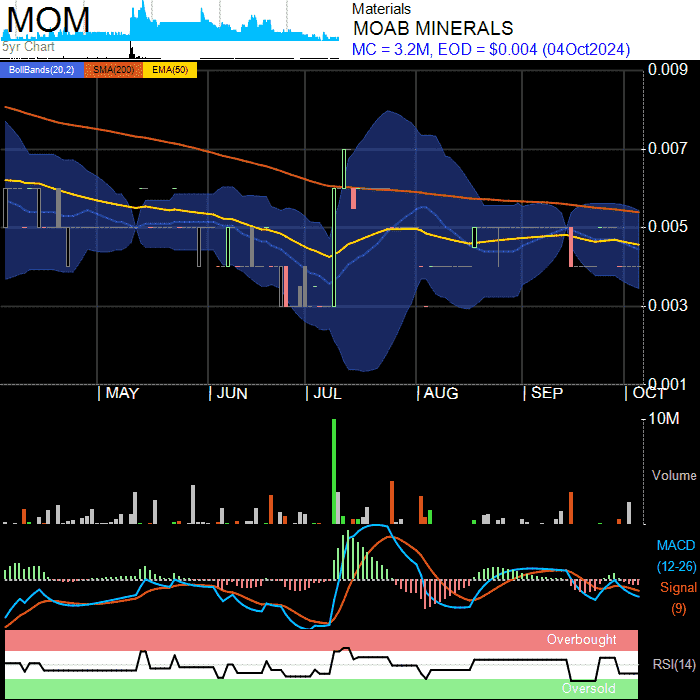 MOM
5yr Chart
Materials
MOAB MINERALS
MC = 3.2M, EOD = $0.004 (04Oct2024)
BollBands(20,2) SMA(200) EMA(50)
0.009
0.007
0.005
0.003
0.001
MAY JUN JUL AUG SEP OCT
10M
Volume
MACD
(12-26)
Signal
(9)
Overbought
RSI(14)
Oversold